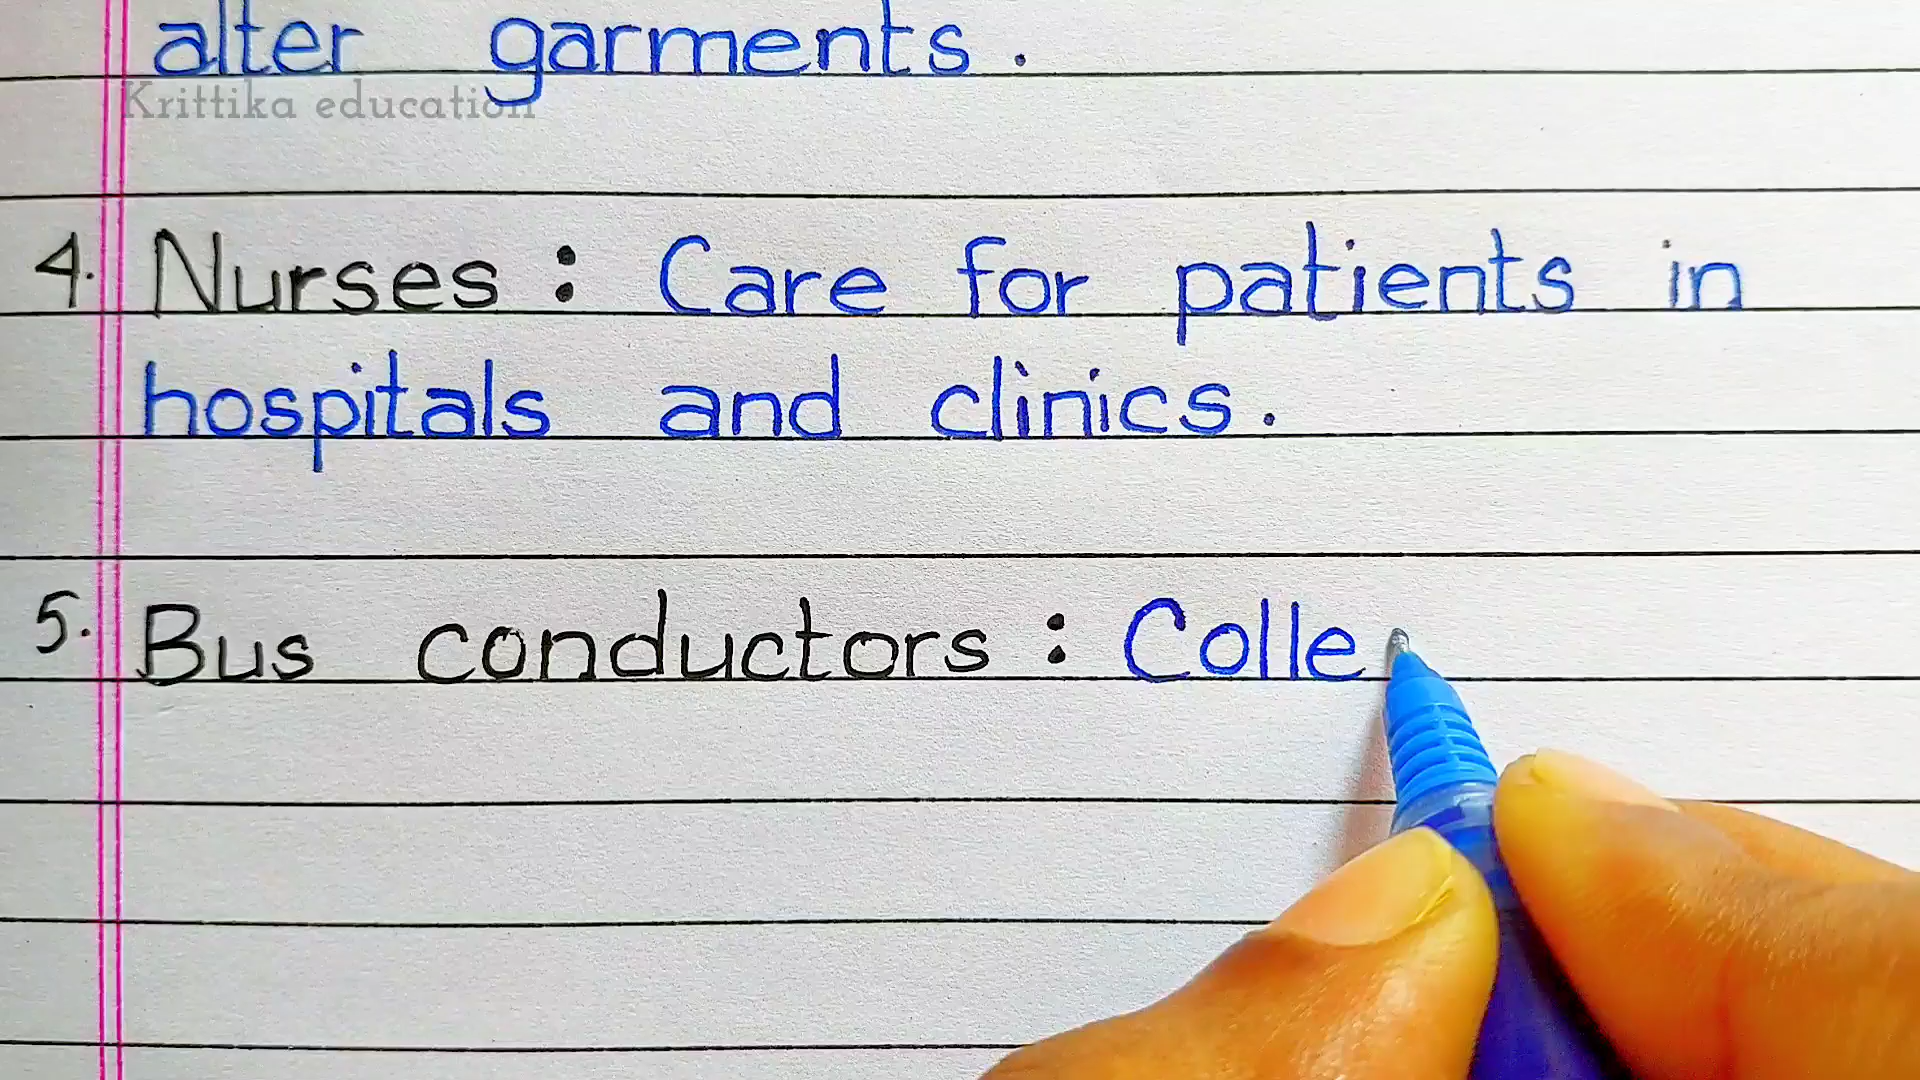 alter garments.
Krittika education
4. Nurses : Care for patients in
hospitals and clinics.
5. Bus conductors : Colle